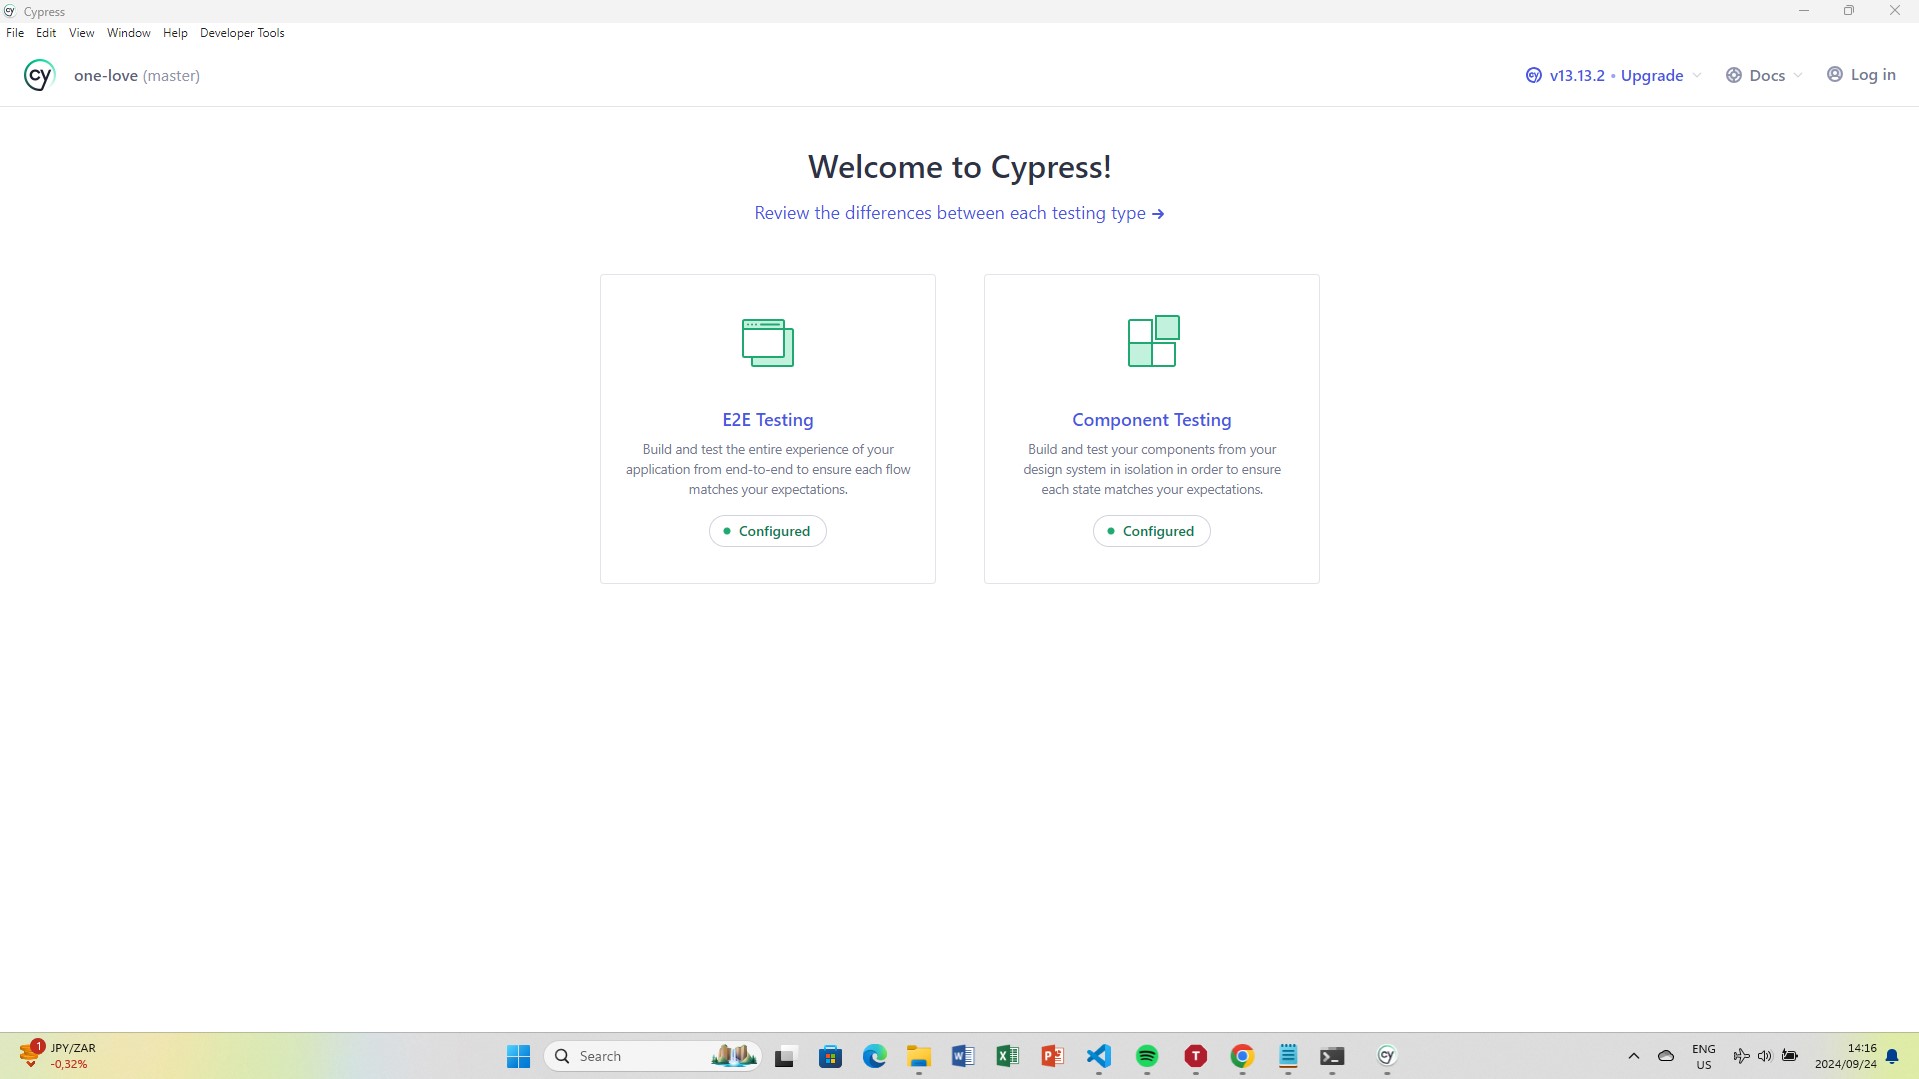 Cypress
File Edit View Window Help Developer Tools
cy one-love (master) v13.13.2 • Upgrade Docs Log in
Welcome to Cypress!
Review the differences between each testing type →
E2E Testing
Build and test the entire experience of your
application from end-to-end to ensure each flow
matches your expectations.
Configured
Component Testing
Build and test your components from your
design system in isolation in order to ensure
each state matches your expectations.
Configured
1
JPY/ZAR
-0,32%
Search
ENG
US
14:16
2024/09/24